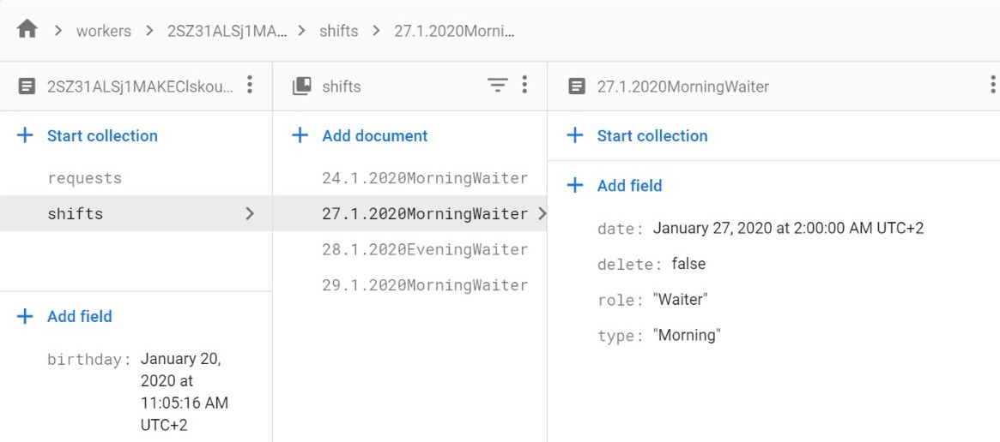 workers > 2SZ31ALSj1MA... > shifts > 27.1.2020Morni...
2SZ31ALSj1MAKEClskou...
Start collection
requests
shifts
Add field
birthday: January 20,
2020 at
11:05:16 AM
UTC+2
shifts
Add document
24.1.2020MorningWaiter
27.1.2020MorningWaiter
28.1.2020EveningWaiter
29.1.2020MorningWaiter
27.1.2020MorningWaiter
Start collection
Add field
date: January 27, 2020 at 2:00:00 AM UTC+2
delete: false
role: "Waiter"
type: "Morning"